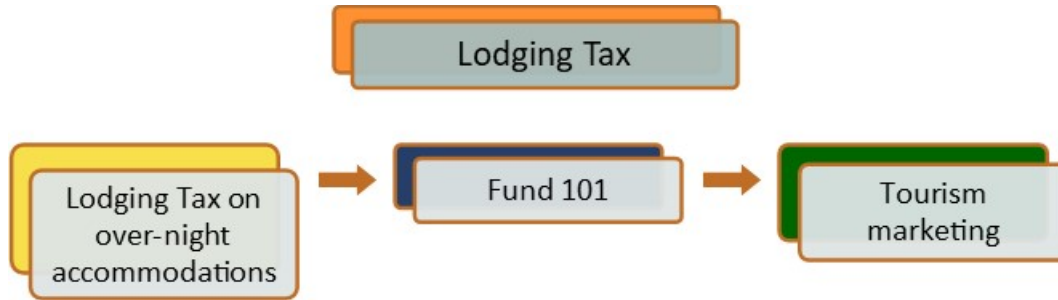 Lodging Tax
Lodging Tax on
over-night
accommodations
Fund 101
Tourism
marketing